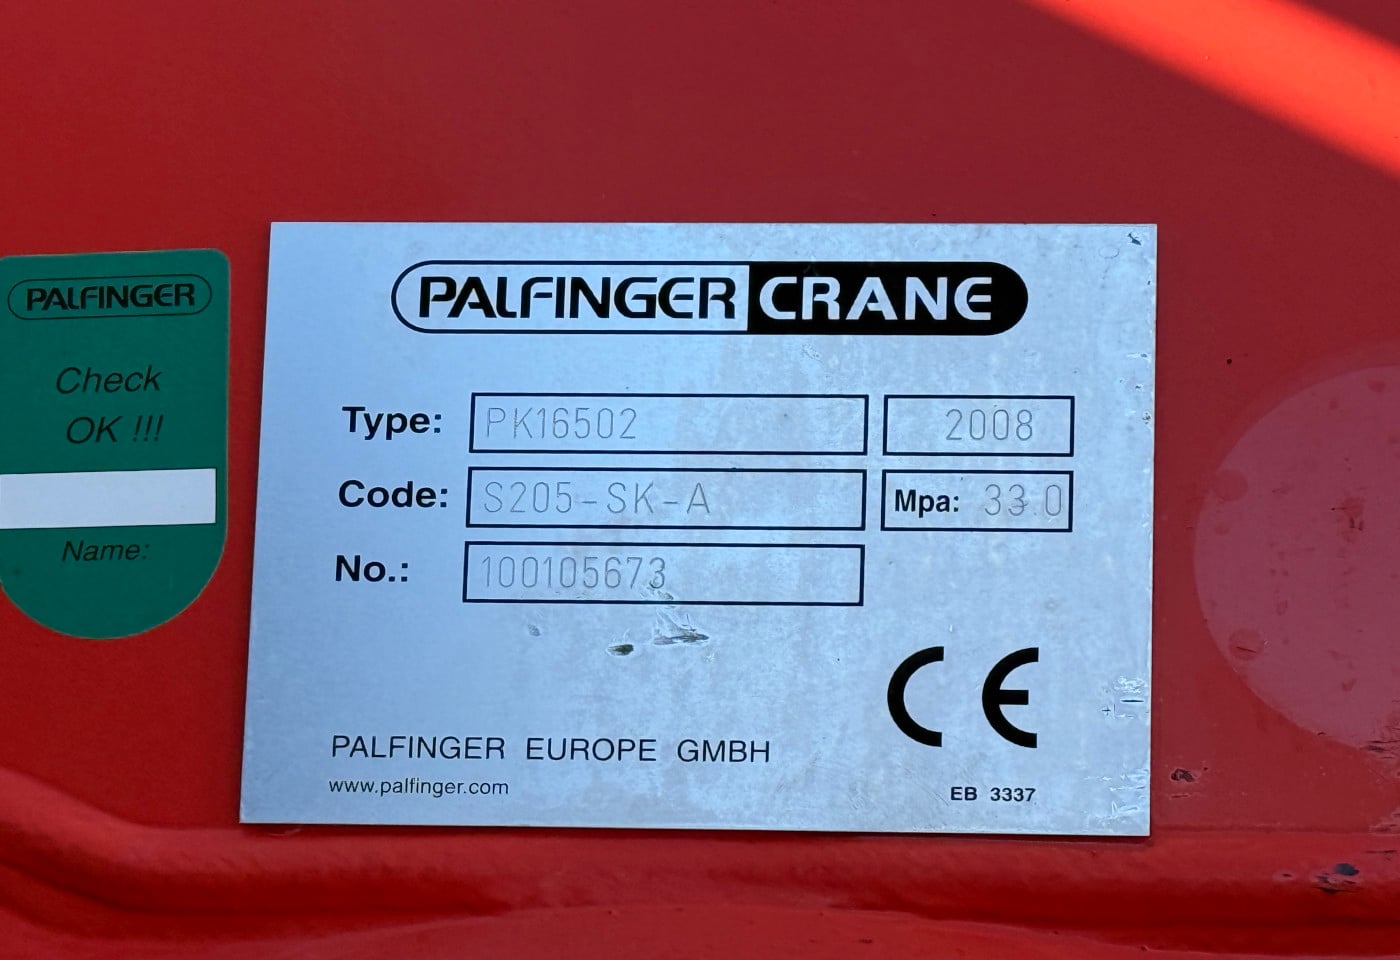 PALFINGER
Check
OK !!!
Name:
PALFINGER CRANE
Type: PK16502 2008
Code: S205-SK-A Mpa: 33.0
No.: 100105673
CE
PALFINGER EUROPE GMBH
www.palfinger.com
EB 3337